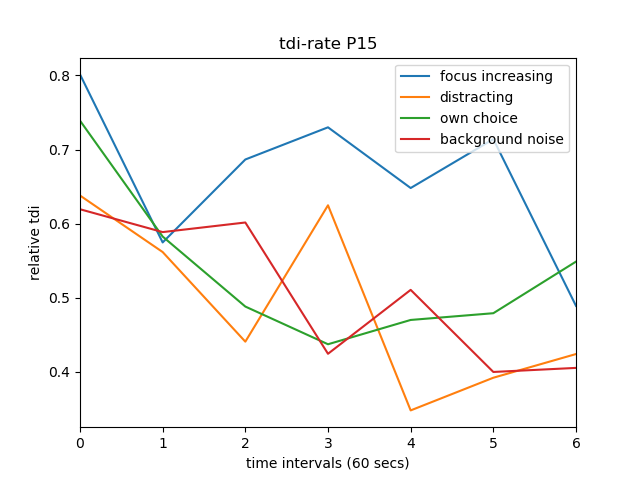 tdi-rate P15
focus increasing
distracting
own choice
background noise
relative tdi
0.8
0.7
0.6
0.5
0.4
0 1 2 3 4 5 6
time intervals (60 secs)